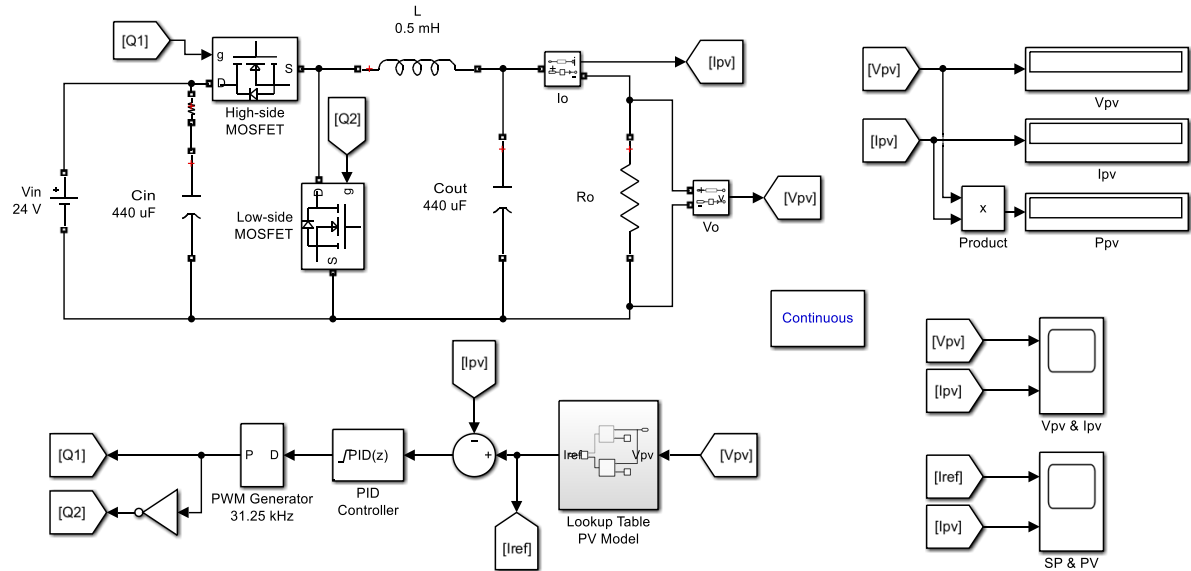 L
0.5 mH
[Q1]
g
D
S
High-side
MOSFET
[Ipv]
Io
[Q2]
Vin
24 V
Cin
440 uF
D
g
S
Low-side
MOSFET
Cout
440 uF
Ro
V
Vo
[Vpv]
[Vpv]
Vpv
[Ipv]
Ipv
x
Product
Ppv
Continuous
[Ipv]
[Q1]
P D
PWM Generator
31.25 kHz
[Q2]
PID(z)
PID
Controller
− +
[Iref]
Iref Vpv
Lookup Table
PV Model
[Vpv]
[Vpv]
[Ipv]
Vpv & Ipv
[Iref]
[Ipv]
SP & PV